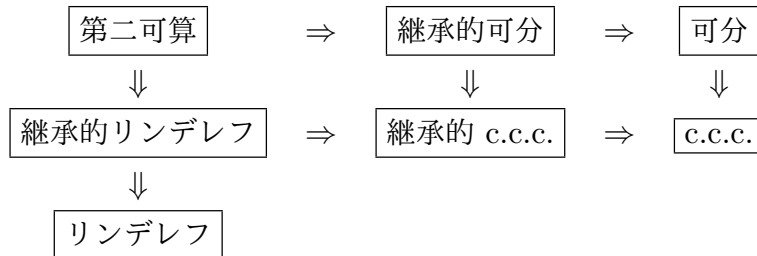 第二可算 ⇒ 継承的可分 ⇒ 可分
⇓ ⇓ ⇓
継承的リンデレフ ⇒ 継承的 c.c.c. ⇒ c.c.c.
⇓
リンデレフ